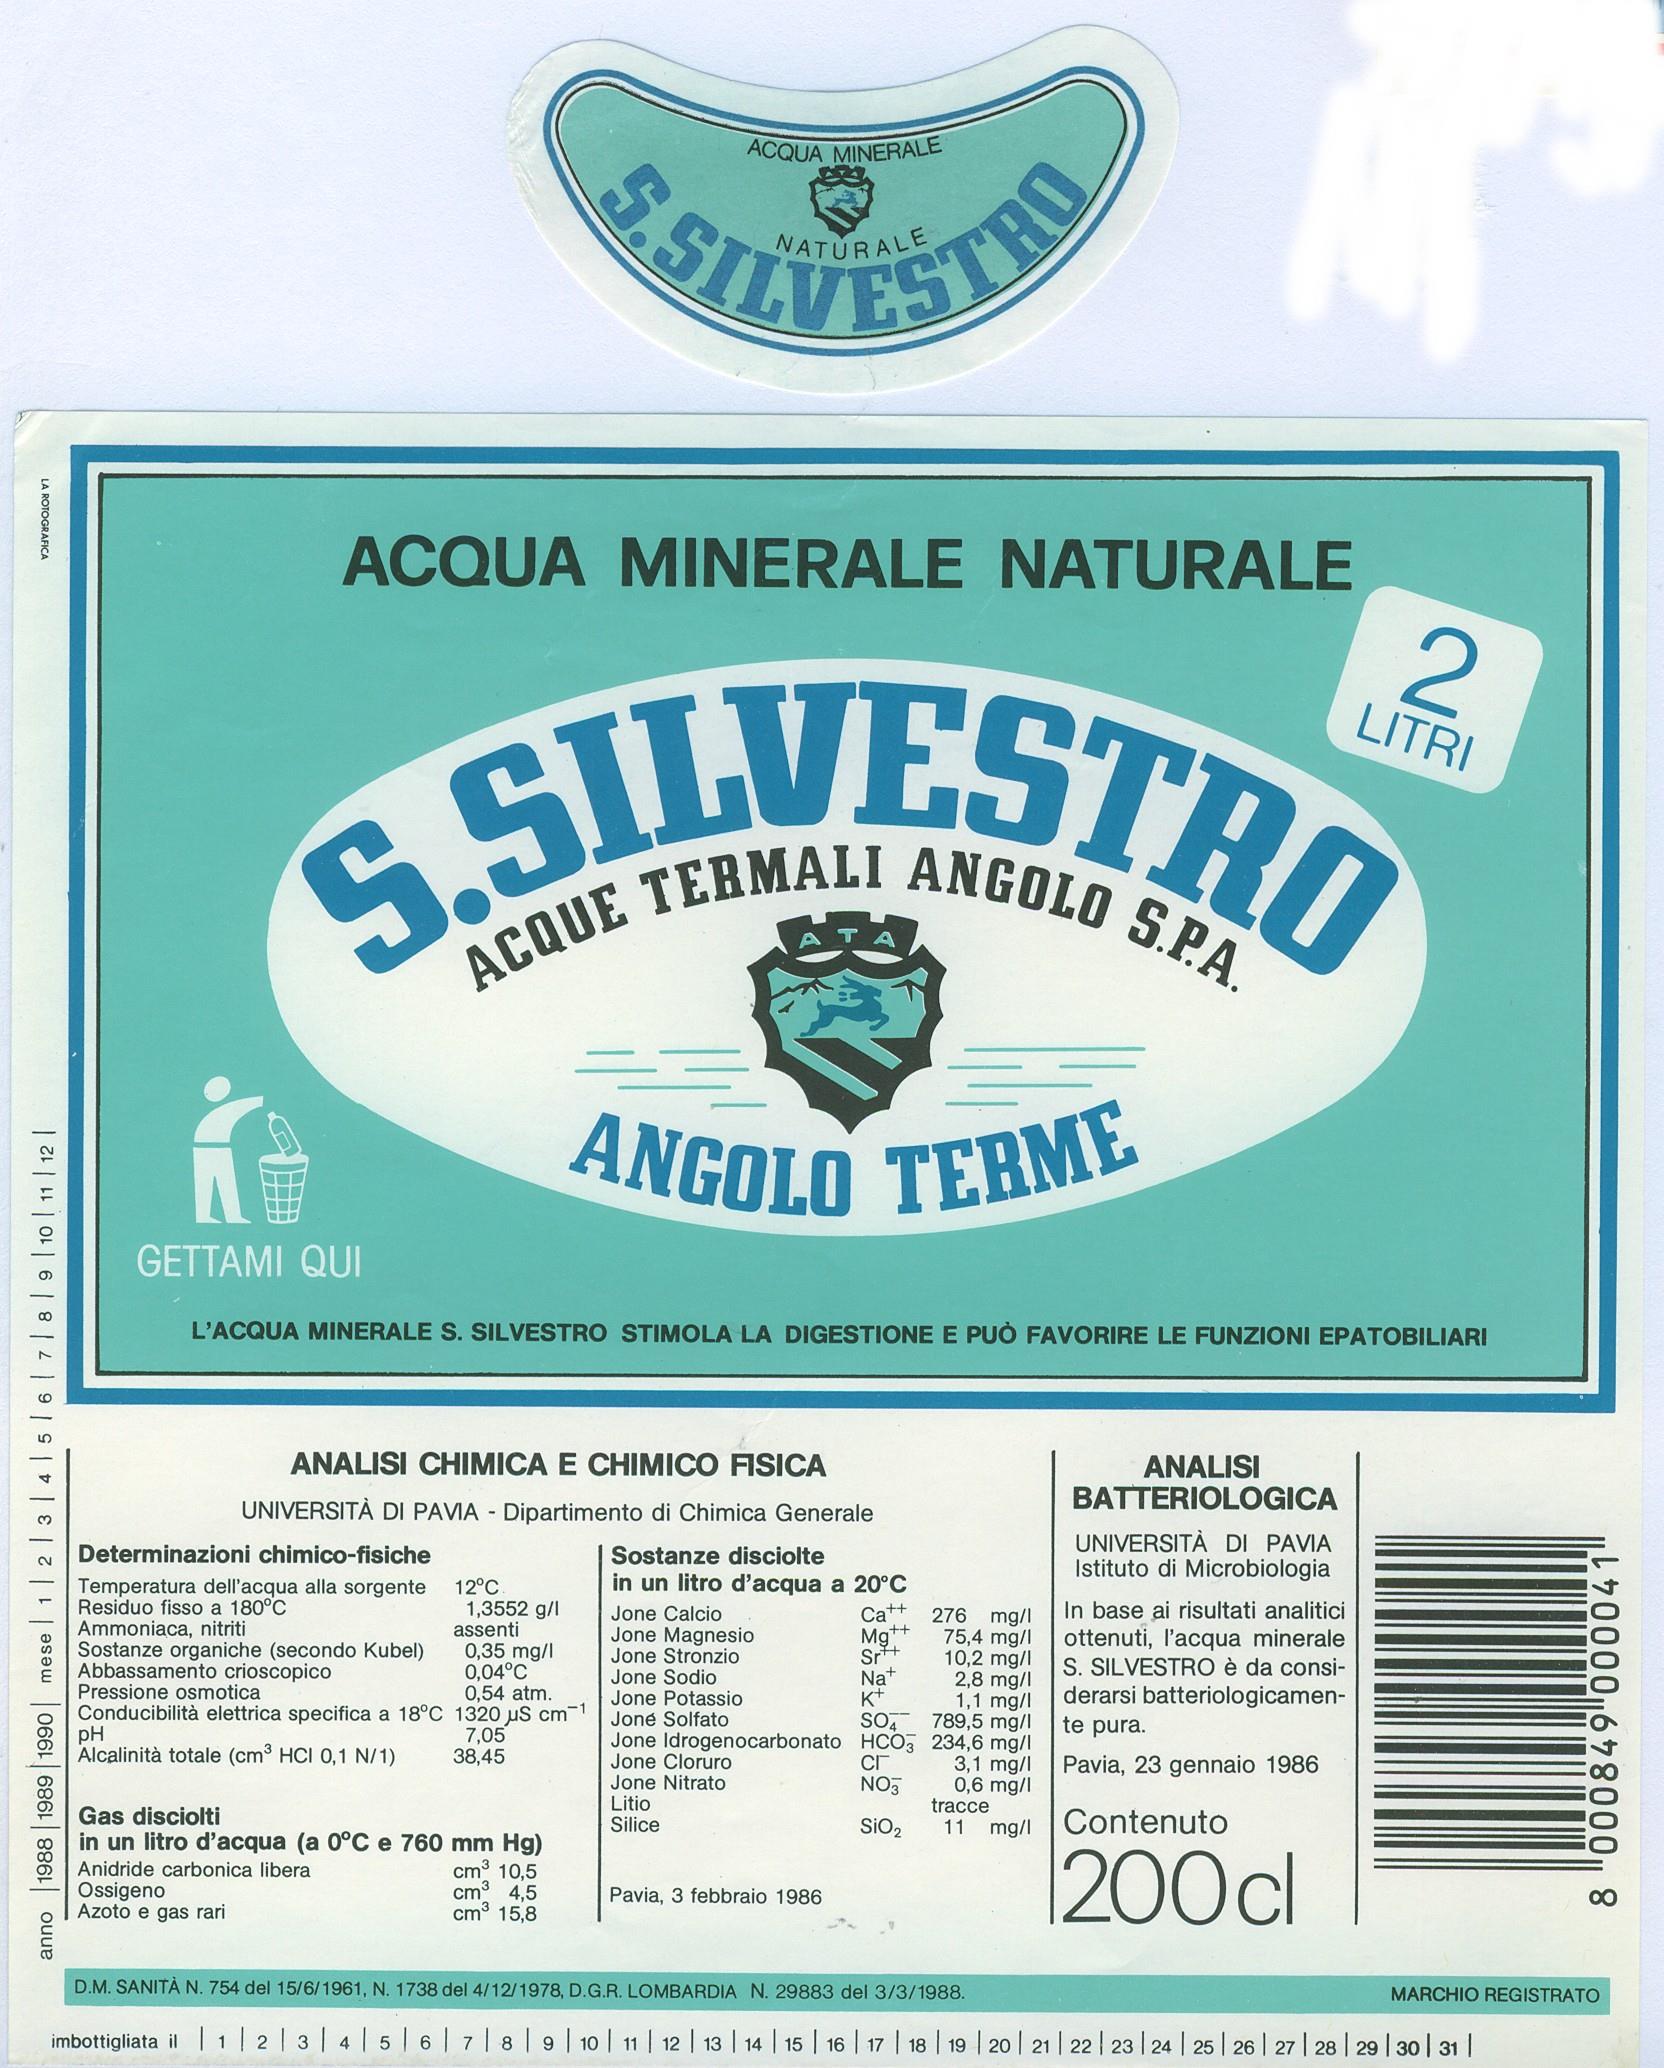 ACQUA MINERALE
NATURALE
S.SILVESTRO
LA ROTOGRAFICA
ACQUA MINERALE NATURALE
2
LITRI
S.SILVESTRO
ACQUE TERMALI ANGOLO S.P.A.
ATA
ANGOLO TERME
GETTAMI QUI
L'ACQUA MINERALE S. SILVESTRO STIMOLA LA DIGESTIONE E PUÒ FAVORIRE LE FUNZIONI EPATOBILIARI
anno | 1988 | 1989 | 1990 | mese | 1 | 2 | 3 | 4 | 5 | 6 | 7 | 8 | 9 | 10 | 11 | 12 |
ANALISI CHIMICA E CHIMICO FISICA
UNIVERSITÀ DI PAVIA - Dipartimento di Chimica Generale
Determinazioni chimico-fisiche
Temperatura dell'acqua alla sorgente 12°C
Residuo fisso a 180°C 1,3552 g/l
Ammoniaca, nitriti assenti
Sostanze organiche (secondo Kubel) 0,35 mg/l
Abbassamento crioscopico 0,04°C
Pressione osmotica 0,54 atm.
Conducibilità elettrica specifica a 18°C 1320 µS cm⁻¹
pH 7,05
Alcalinità totale (cm³ HCl 0,1 N/1) 38,45
Gas disciolti
in un litro d'acqua (a 0°C e 760 mm Hg)
Anidride carbonica libera cm³ 10,5
Ossigeno cm³ 4,5
Azoto e gas rari cm³ 15,8
Sostanze disciolte
in un litro d'acqua a 20°C
Jone Calcio Ca++ 276 mg/l
Jone Magnesio Mg++ 75,4 mg/l
Jone Stronzio Sr++ 10,2 mg/l
Jone Sodio Na+ 2,8 mg/l
Jone Potassio K+ 1,1 mg/l
Jone Solfato SO₄⁻⁻ 789,5 mg/l
Jone Idrogenocarbonato HCO₃⁻ 234,6 mg/l
Jone Cloruro Cl⁻ 3,1 mg/l
Jone Nitrato NO₃⁻ 0,6 mg/l
Litio tracce
Silice SiO₂ 11 mg/l
Pavia, 3 febbraio 1986
ANALISI
BATTERIOLOGICA
UNIVERSITÀ DI PAVIA
Istituto di Microbiologia
In base ai risultati analitici
ottenuti, l'acqua minerale
S. SILVESTRO è da consi-
derarsi batteriologicamen-
te pura.
Pavia, 23 gennaio 1986
Contenuto
200 cl
8 000849 000041
D.M. SANITÀ N. 754 del 15/6/1961, N. 1738 del 4/12/1978, D.G.R. LOMBARDIA N. 29883 del 3/3/1988.
MARCHIO REGISTRATO
imbottigliata il | 1 | 2 | 3 | 4 | 5 | 6 | 7 | 8 | 9 | 10 | 11 | 12 | 13 | 14 | 15 | 16 | 17 | 18 | 19 | 20 | 21 | 22 | 23 | 24 | 25 | 26 | 27 | 28 | 29 | 30 | 31 |